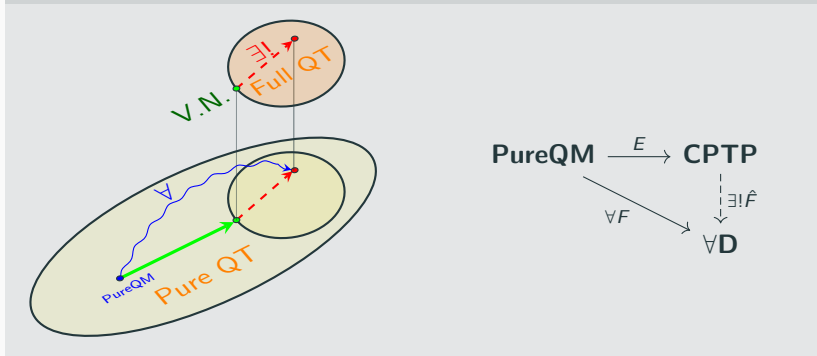 ∃!
Full QT
V.N.
∀
PureQM
Pure QT
PureQM E CPTP
∀F ∃!F̂
∀D